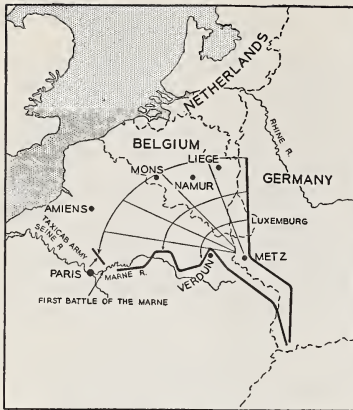 NETHERLANDS
RHINE R.
BELGIUM
LIEGE
MONS
NAMUR
GERMANY
AMIENS
LUXEMBURG
TAXICAB ARMY
SEINE R.
METZ
PARIS
MARNE R.
VERDUN
FIRST BATTLE OF THE MARNE